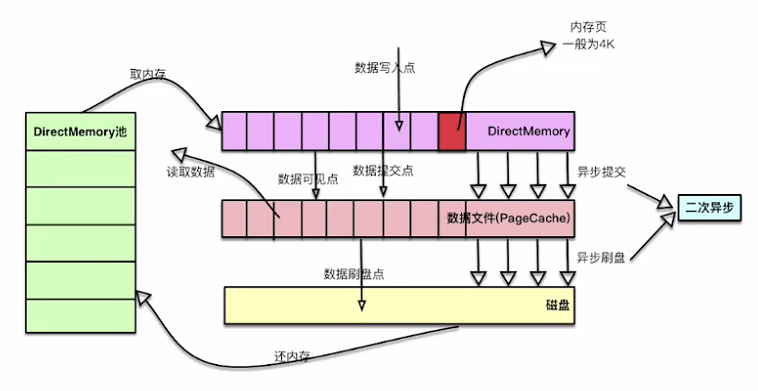 内存页
一般为4K
数据写入点
取内存
DirectMemory池
DirectMemory
读取数据
数据可见点
数据提交点
异步提交
数据文件(PageCache)
二次异步
异步刷盘
数据刷盘点
磁盘
还内存